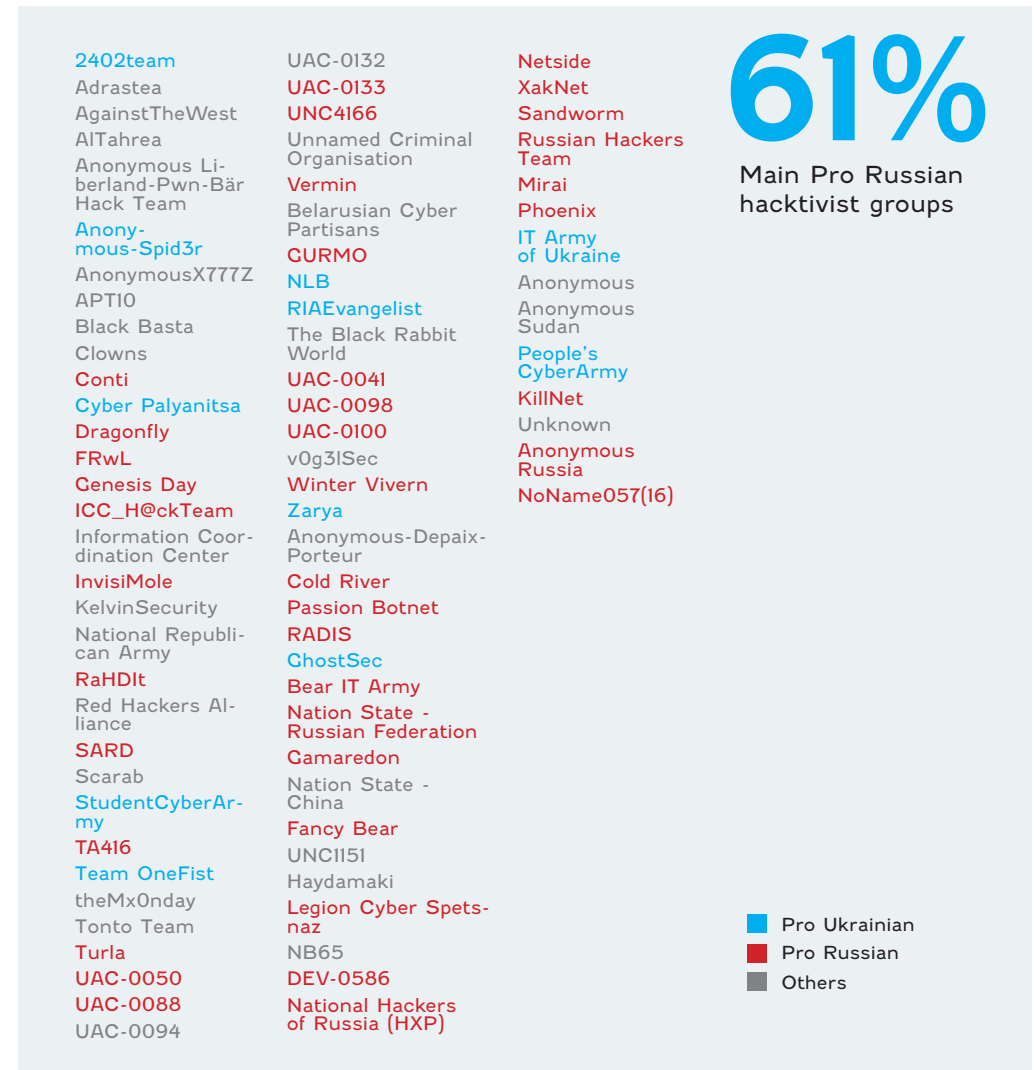 2402team
Adrastea
AgainstTheWest
AlTahrea
Anonymous Li-
berland-Pwn-Bär
Hack Team
Anony-
mous-Spid3r
AnonymousX777Z
APT10
Black Basta
Clowns
Conti
Cyber Palyanitsa
Dragonfly
FRwL
Genesis Day
ICC_H@ckTeam
Information Coor-
dination Center
InvisiMole
KelvinSecurity
National Republi-
can Army
RaHDIt
Red Hackers Al-
liance
SARD
Scarab
StudentCyberAr-
my
TA416
Team OneFist
theMx0nday
Tonto Team
Turla
UAC-0050
UAC-0088
UAC-0094
UAC-0132
UAC-0133
UNC4166
Unnamed Criminal
Organisation
Vermin
Belarusian Cyber
Partisans
GURMO
NLB
RIAEvangelist
The Black Rabbit
World
UAC-0041
UAC-0098
UAC-0100
v0g3lSec
Winter Vivern
Zarya
Anonymous-Depaix-
Porteur
Cold River
Passion Botnet
RADIS
GhostSec
Bear IT Army
Nation State -
Russian Federation
Gamaredon
Nation State -
China
Fancy Bear
UNC1151
Haydamaki
Legion Cyber Spets-
naz
NB65
DEV-0586
National Hackers
of Russia (HXP)
Netside
XakNet
Sandworm
Russian Hackers
Team
Mirai
Phoenix
IT Army
of Ukraine
Anonymous
Anonymous
Sudan
People's
CyberArmy
KillNet
Unknown
Anonymous
Russia
NoName057(16)
61%
Main Pro Russian
hacktivist groups
Pro Ukrainian
Pro Russian
Others